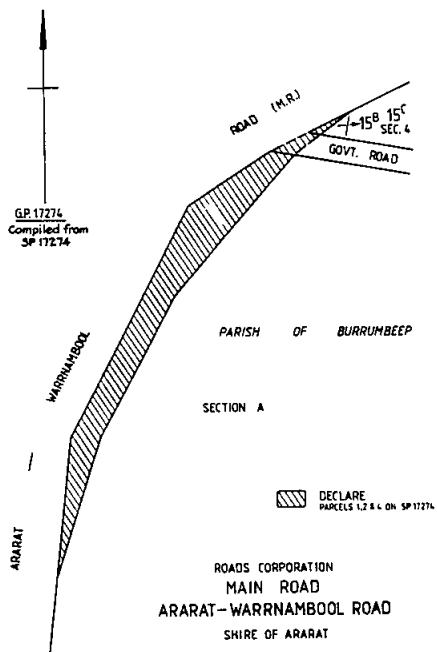 ROAD (M.R.)
15B 15C
SEC. 4
GOVT. ROAD
G.P. 17274
Compiled from
SP 17274
ARARAT — WARRNAMBOOL
PARISH OF BURRUMBEEP
SECTION A
DECLARE
PARCELS 1,2 & 4 ON SP 17274
ROADS CORPORATION
MAIN ROAD
ARARAT-WARRNAMBOOL ROAD
SHIRE OF ARARAT